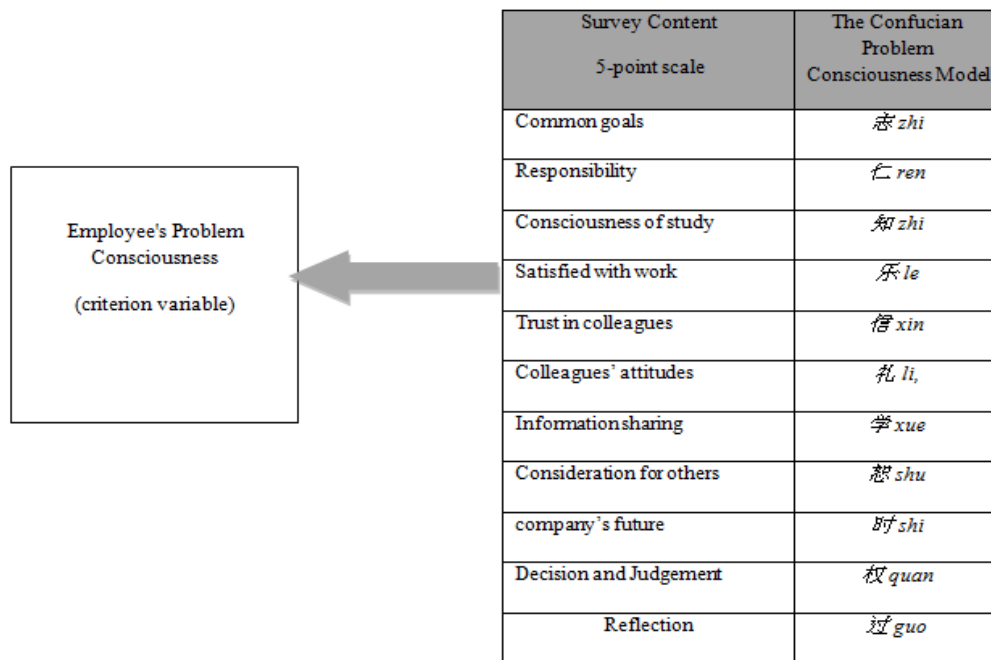 Employee's Problem
Consciousness
(criterion variable)
Survey Content
5-point scale
The Confucian
Problem
Consciousness Model
Common goals 志 zhi
Responsibility 仁 ren
Consciousness of study 知 zhi
Satisfied with work 乐 le
Trust in colleagues 信 xin
Colleagues’ attitudes 礼 li,
Information sharing 学 xue
Consideration for others 恕 shu
company’s future 时 shi
Decision and Judgement 权 quan
Reflection 过 guo